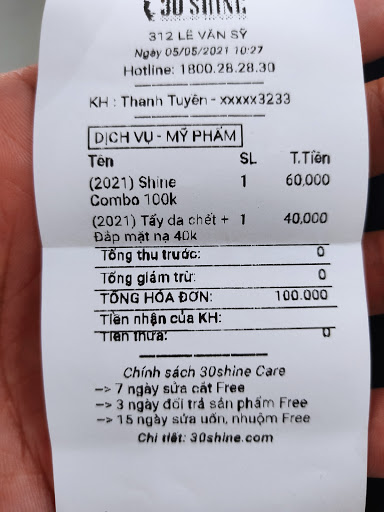 30 SHINE
312 LÊ VĂN SỸ
Ngày 05/05/2021 10:27
Hotline: 1800.28.28.30
KH : Thanh Tuyên - xxxxx3233
DỊCH VỤ - MỸ PHẨM
Tên SL T.Tiền
(2021) Shine 1 60,000
Combo 100k
(2021) Tẩy da chết + 1 40,000
Đắp mặt nạ 40k
Tổng thu trước: 0
Tổng giảm trừ: 0
TỔNG HÓA ĐƠN: 100.000
Tiền nhận của KH:
Tiền thừa: 0
Chính sách 30shine Care
--> 7 ngày sửa cắt Free
--> 3 ngày đổi trả sản phẩm Free
--> 15 ngày sửa uốn, nhuộm Free
Chi tiết: 30shine.com